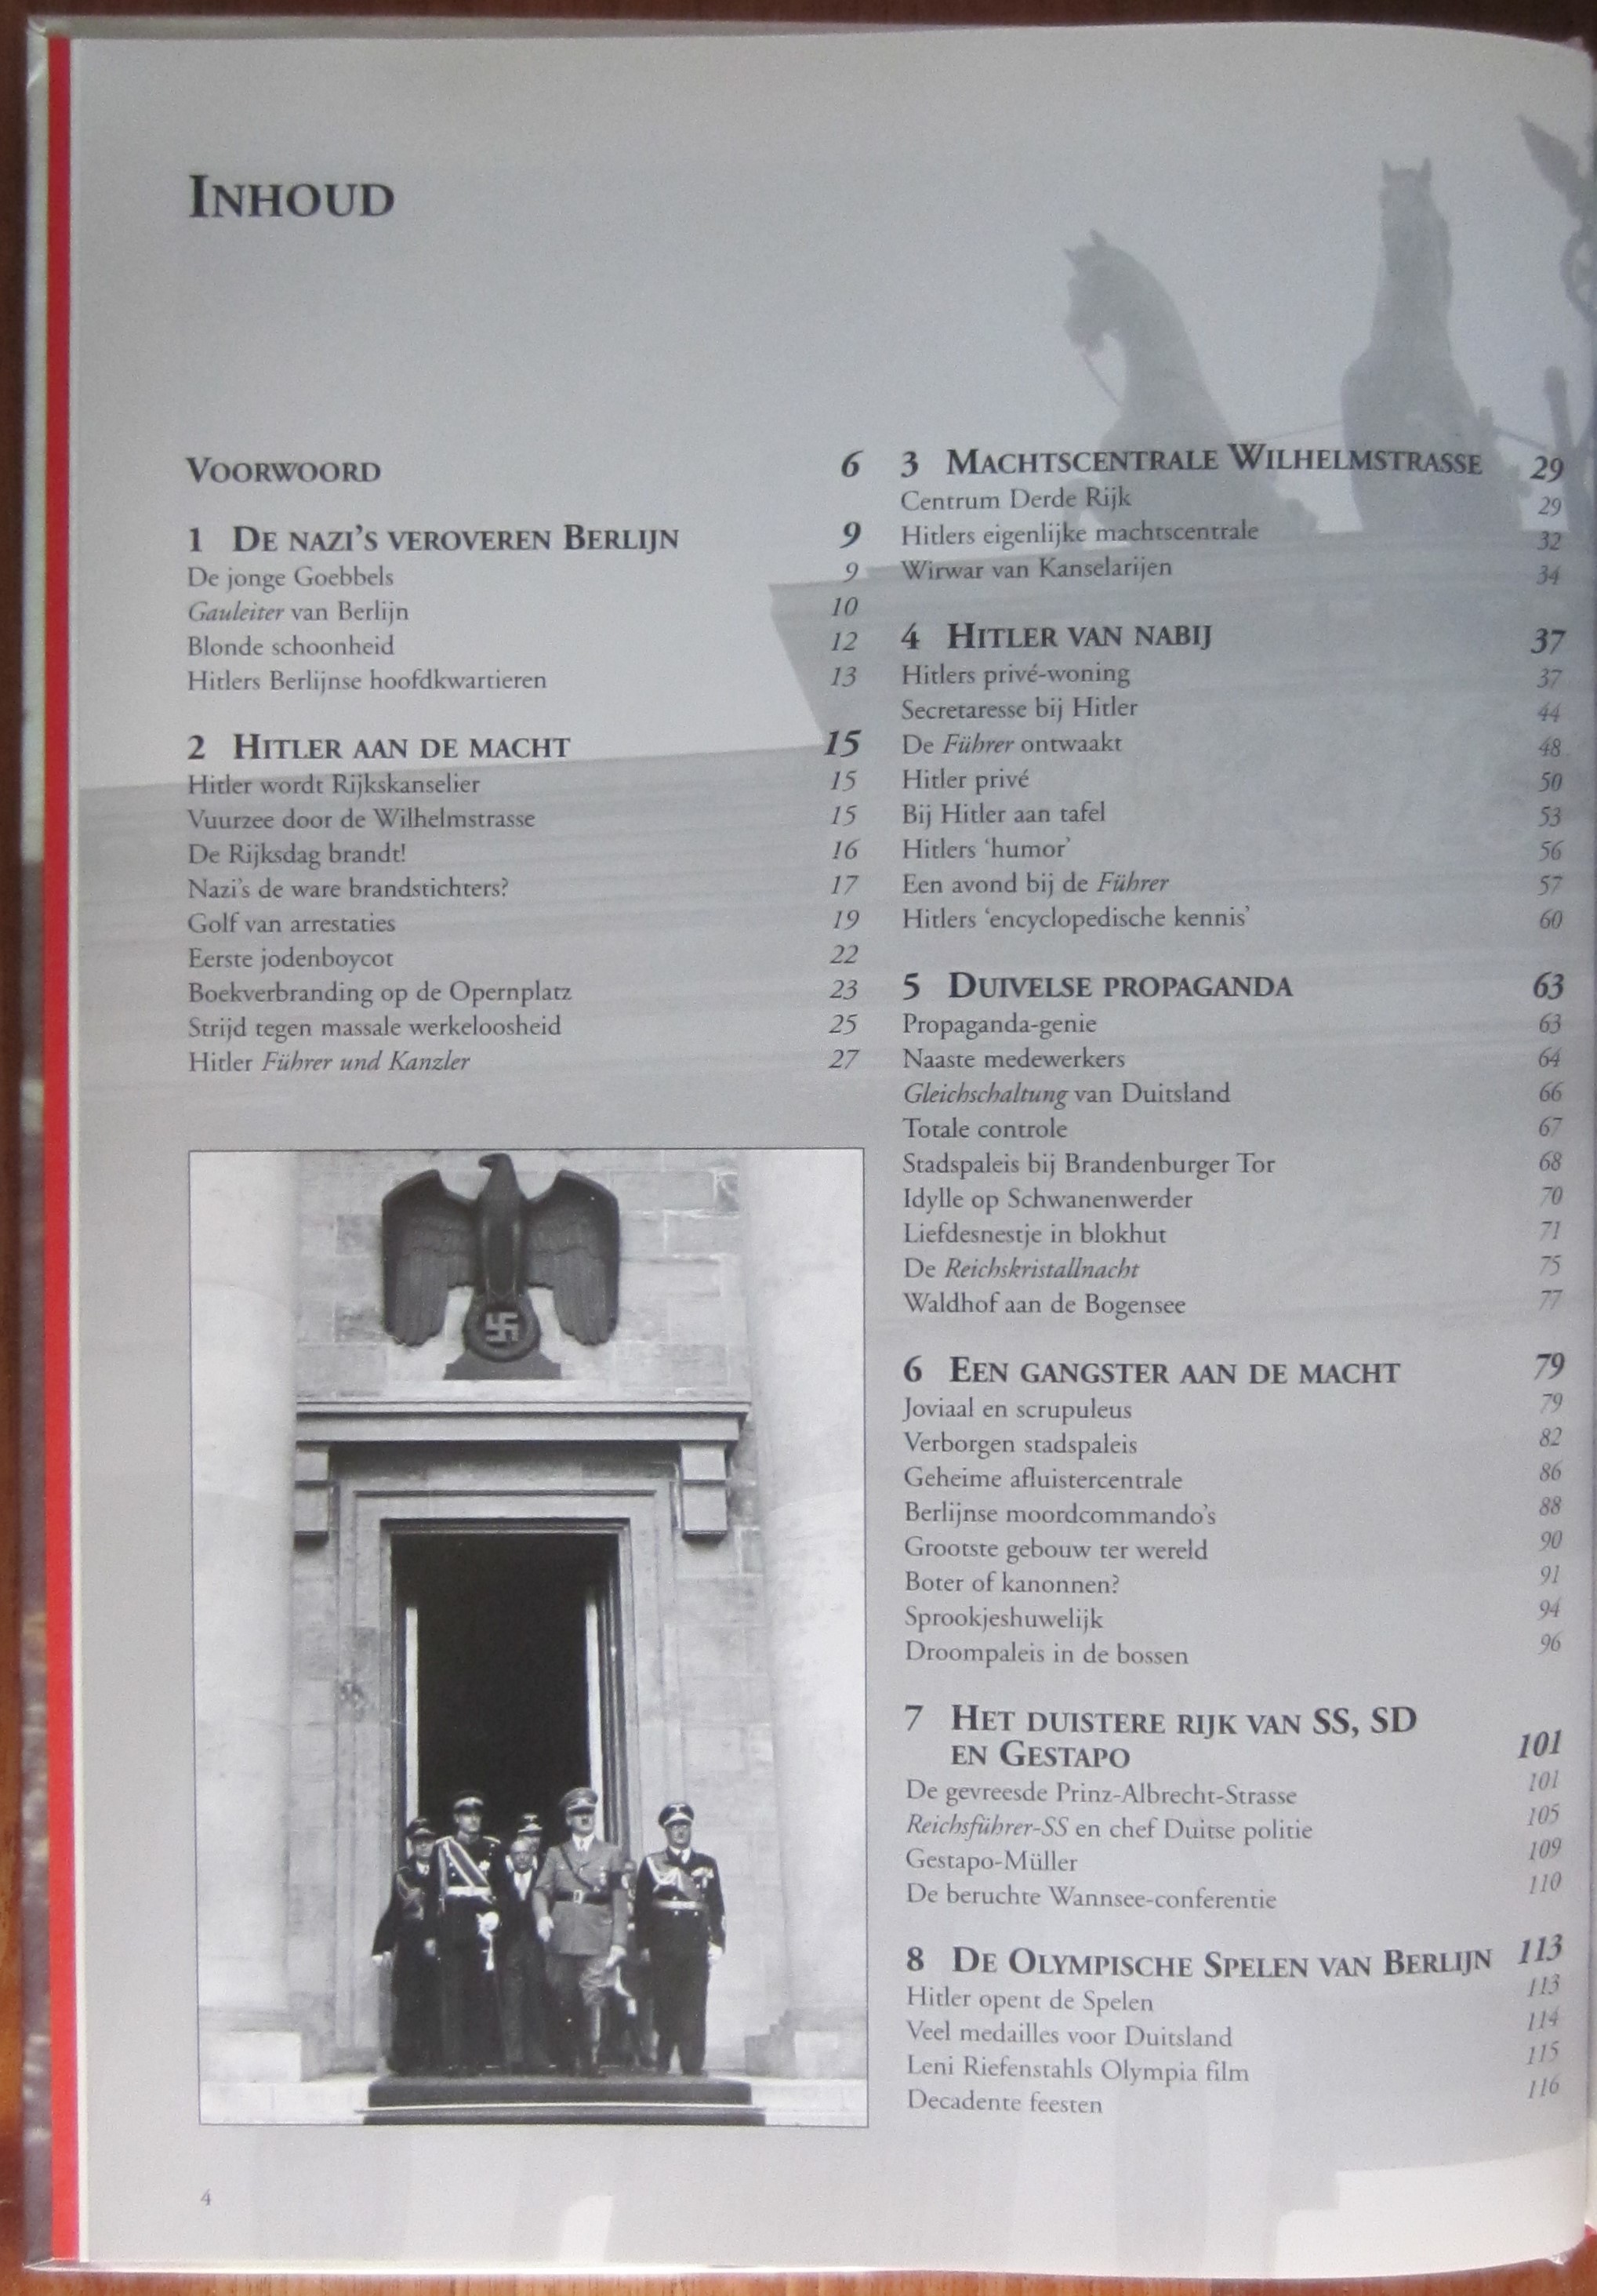 INHOUD
VOORWOORD 6
1 DE NAZI'S VEROVEREN BERLIJN 9
De jonge Goebbels 9
Gauleiter van Berlijn 10
Blonde schoonheid 12
Hitlers Berlijnse hoofdkwartieren 13
2 HITLER AAN DE MACHT 15
Hitler wordt Rijkskanselier 15
Vuurzee door de Wilhelmstrasse 15
De Rijksdag brandt! 16
Nazi's de ware brandstichters? 17
Golf van arrestaties 19
Eerste jodenboycot 22
Boekverbranding op de Opernplatz 23
Strijd tegen massale werkeloosheid 25
Hitler Führer und Kanzler 27
3 MACHTSCENTRALE WILHELMSTRASSE 29
Centrum Derde Rijk 29
Hitlers eigenlijke machtscentrale 32
Wirwar van Kanselarijen 34
4 HITLER VAN NABIJ 37
Hitlers privé-woning 37
Secretaresse bij Hitler 44
De Führer ontwaakt 48
Hitler privé 50
Bij Hitler aan tafel 53
Hitlers 'humor' 56
Een avond bij de Führer 57
Hitlers 'encyclopedische kennis' 60
5 DUIVELSE PROPAGANDA 63
Propaganda-genie 63
Naaste medewerkers 64
Gleichschaltung van Duitsland 66
Totale controle 67
Stadspaleis bij Brandenburger Tor 68
Idylle op Schwanenwerder 70
Liefdesnestje in blokhut 71
De Reichskristallnacht 75
Waldhof aan de Bogensee 77
6 EEN GANGSTER AAN DE MACHT 79
Joviaal en scrupuleus 79
Verborgen stadspaleis 82
Geheime afluistercentrale 86
Berlijnse moordcommando's 88
Grootste gebouw ter wereld 90
Boter of kanonnen? 91
Sprookjeshuwelijk 94
Droompaleis in de bossen 96
7 HET DUISTERE RIJK VAN SS, SD
EN GESTAPO 101
De gevreesde Prinz-Albrecht-Strasse 101
Reichsführer-SS en chef Duitse politie 105
Gestapo-Müller 109
De beruchte Wannsee-conferentie 110
8 DE OLYMPISCHE SPELEN VAN BERLIJN 113
Hitler opent de Spelen 113
Veel medailles voor Duitsland 114
Leni Riefenstahls Olympia film 115
Decadente feesten 116
4